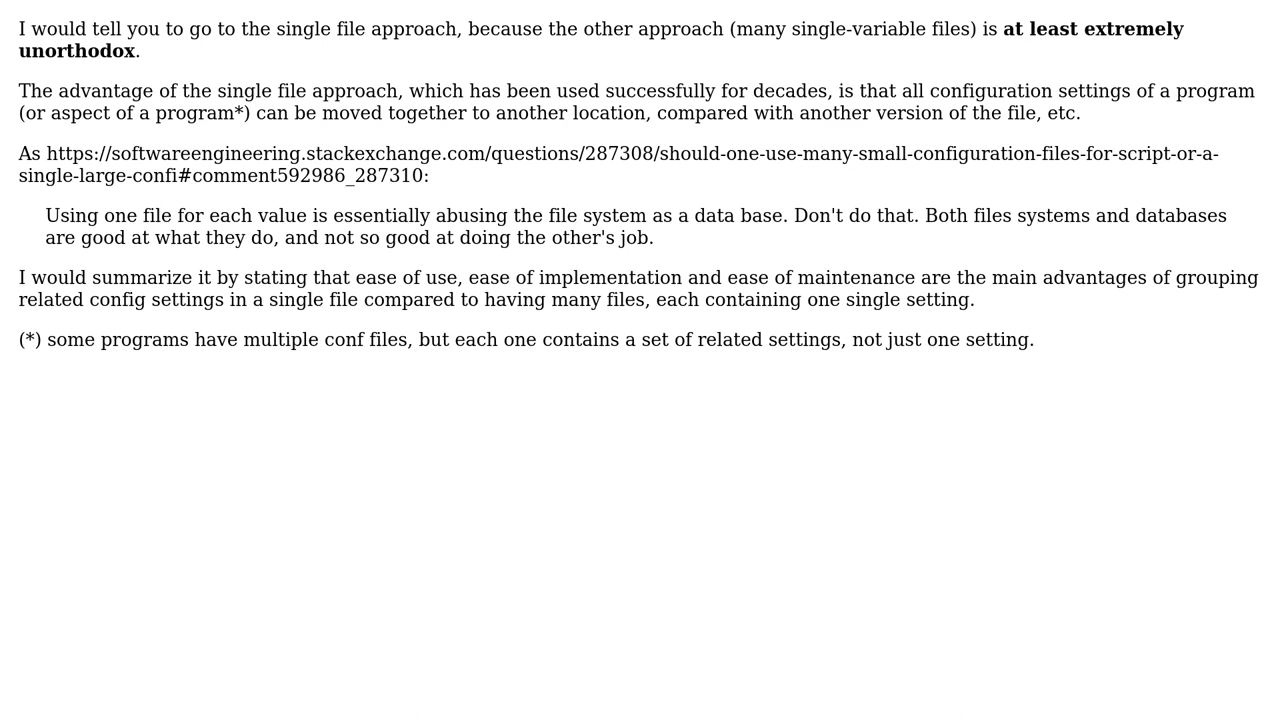 I would tell you to go to the single file approach, because the other approach (many single-variable files) is at least extremely
unorthodox.
The advantage of the single file approach, which has been used successfully for decades, is that all configuration settings of a program
(or aspect of a program*) can be moved together to another location, compared with another version of the file, etc.
As https://softwareengineering.stackexchange.com/questions/287308/should-one-use-many-small-configuration-files-for-script-or-a-
single-large-confi#comment592986_287310:
Using one file for each value is essentially abusing the file system as a data base. Don't do that. Both files systems and databases
are good at what they do, and not so good at doing the other's job.
I would summarize it by stating that ease of use, ease of implementation and ease of maintenance are the main advantages of grouping
related config settings in a single file compared to having many files, each containing one single setting.
(*) some programs have multiple conf files, but each one contains a set of related settings, not just one setting.